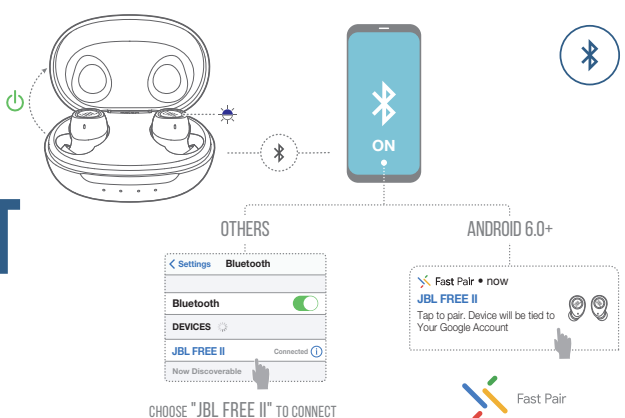 ON
OTHERS
ANDROID 6.0+
Settings Bluetooth
Bluetooth
DEVICES
JBL FREE II Connected
Now Discoverable
CHOOSE "JBL FREE II" TO CONNECT
Fast Pair • now
JBL FREE II
Tap to pair. Device will be tied to
Your Google Account
Fast Pair